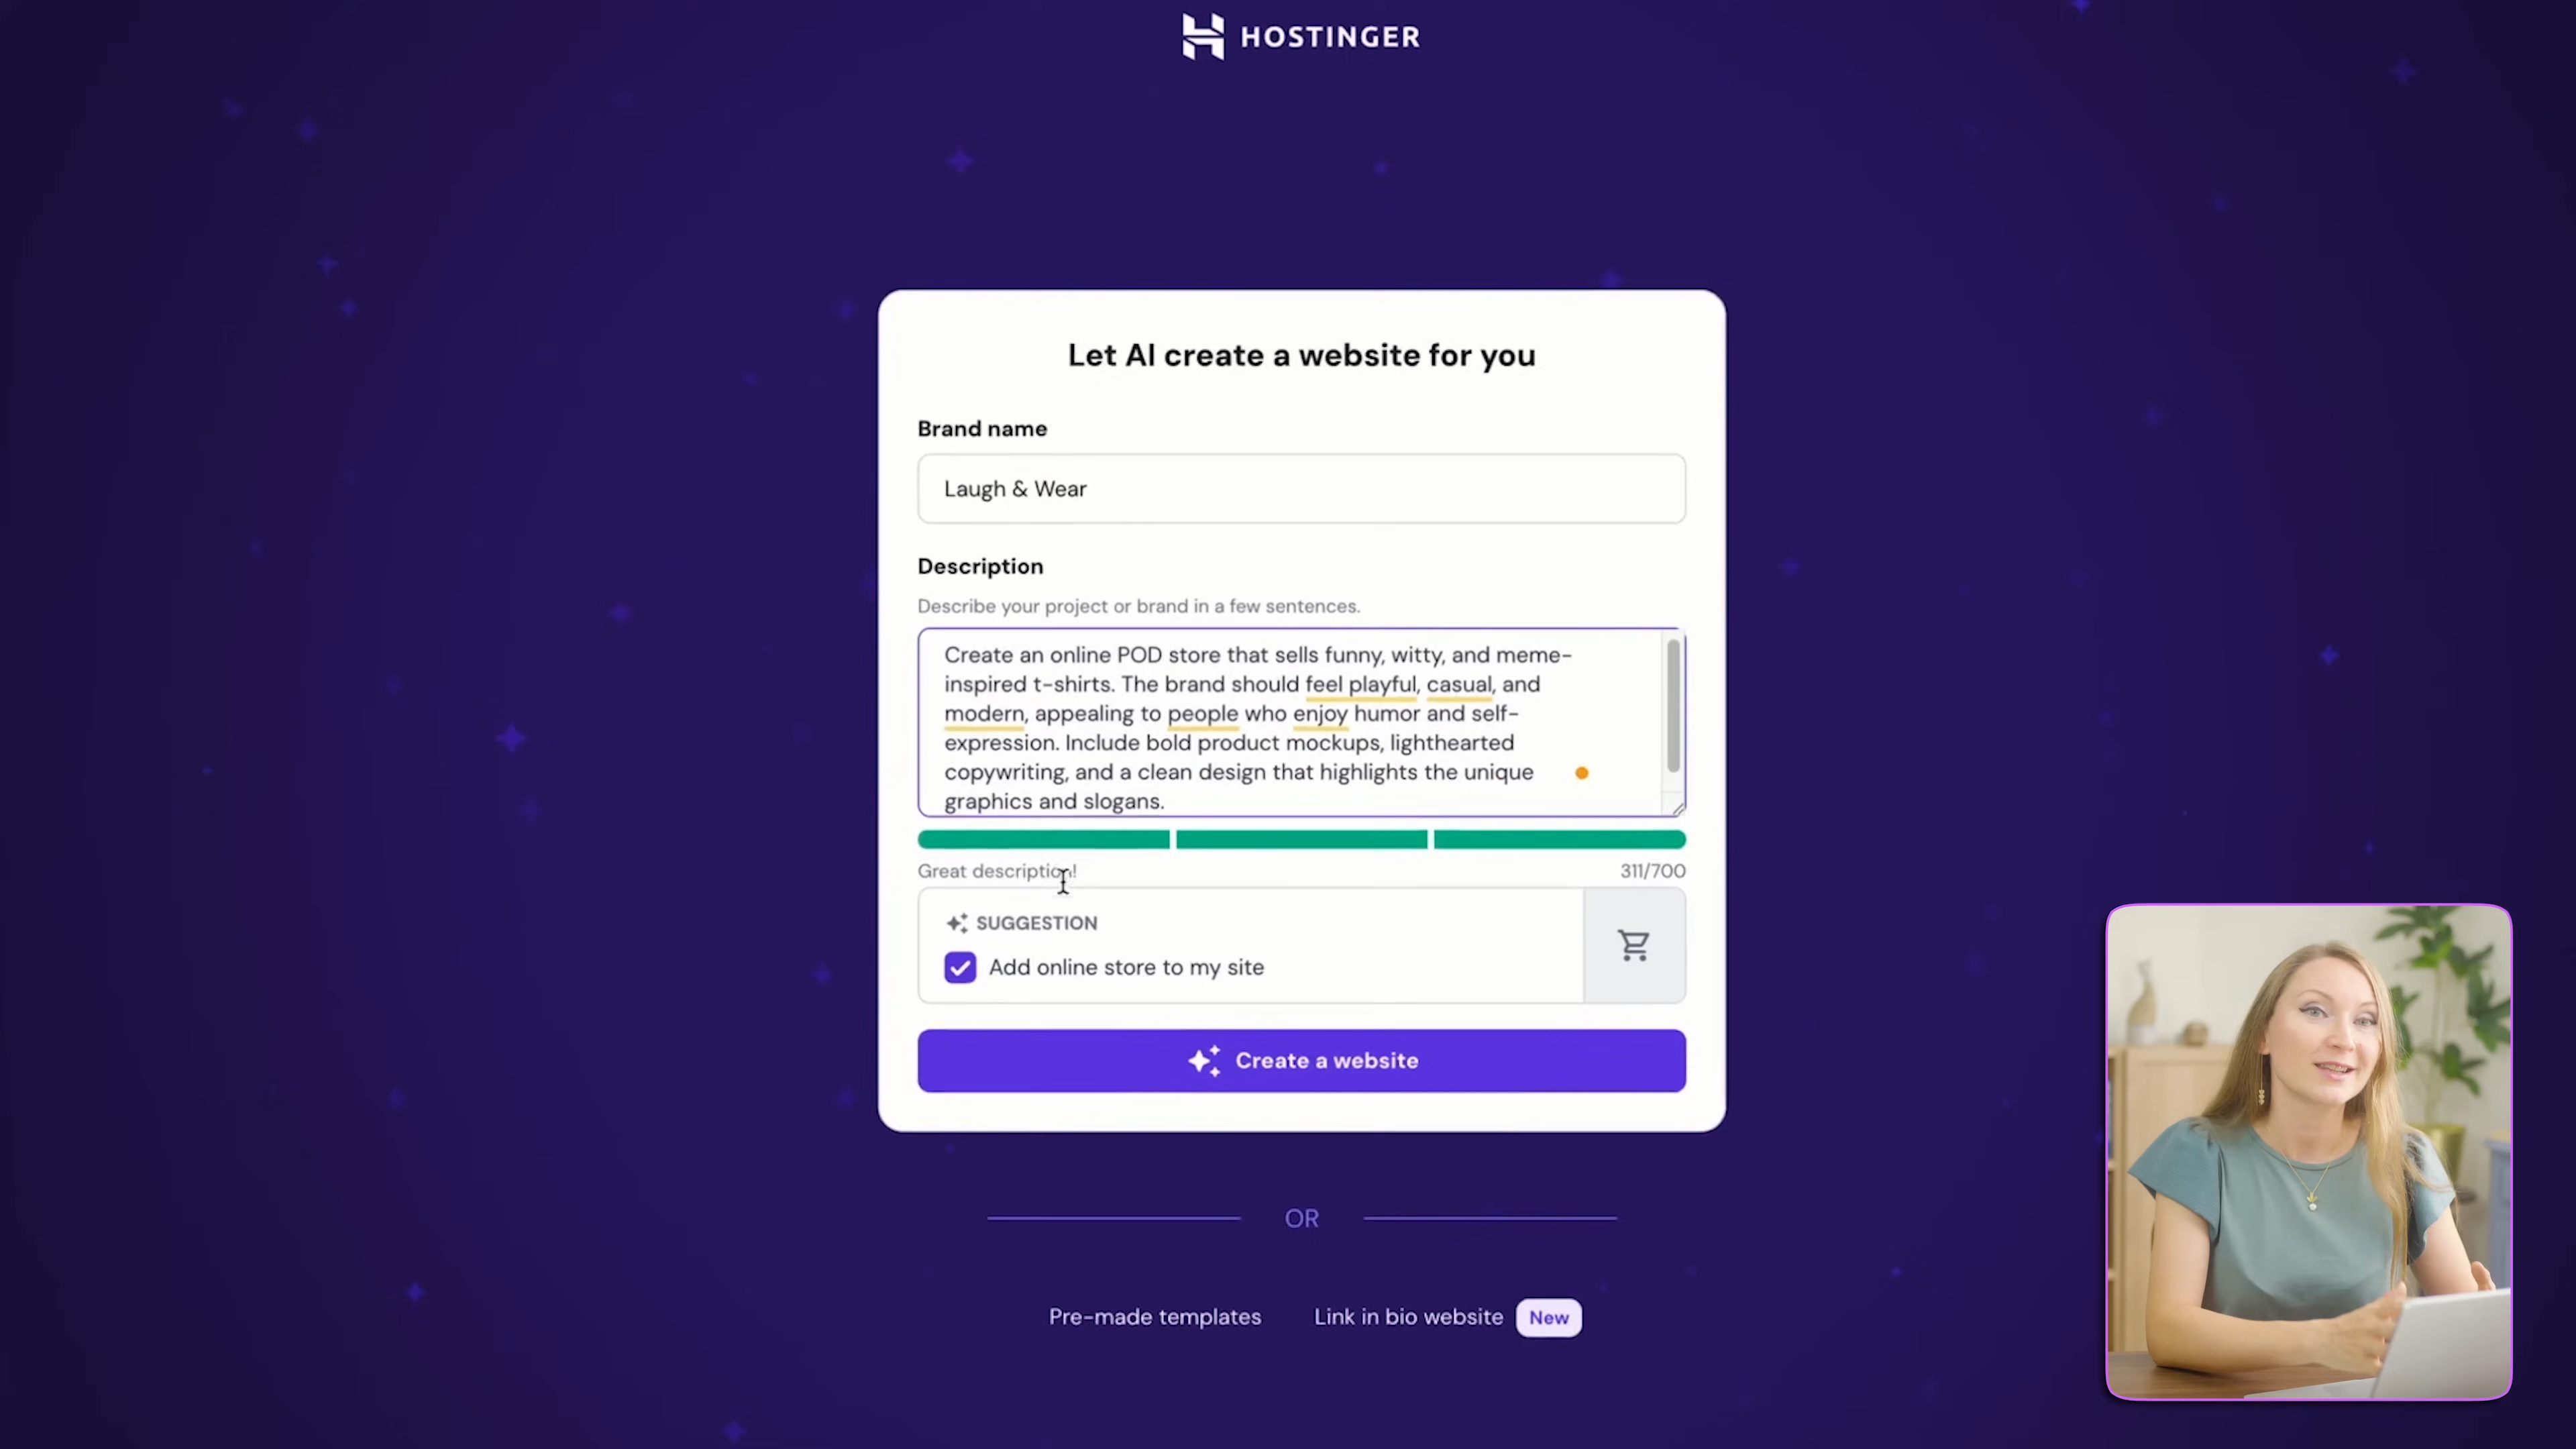 HOSTINGER
Let AI create a website for you
Brand name
Laugh & Wear
Description
Describe your project or brand in a few sentences.
Create an online POD store that sells funny, witty, and meme-
inspired t-shirts. The brand should feel playful, casual, and
modern, appealing to people who enjoy humor and self-
expression. Include bold product mockups, lighthearted
copywriting, and a clean design that highlights the unique
graphics and slogans.
Great description!
311/700
SUGGESTION
Add online store to my site
Create a website
OR
Pre-made templates
Link in bio website
New